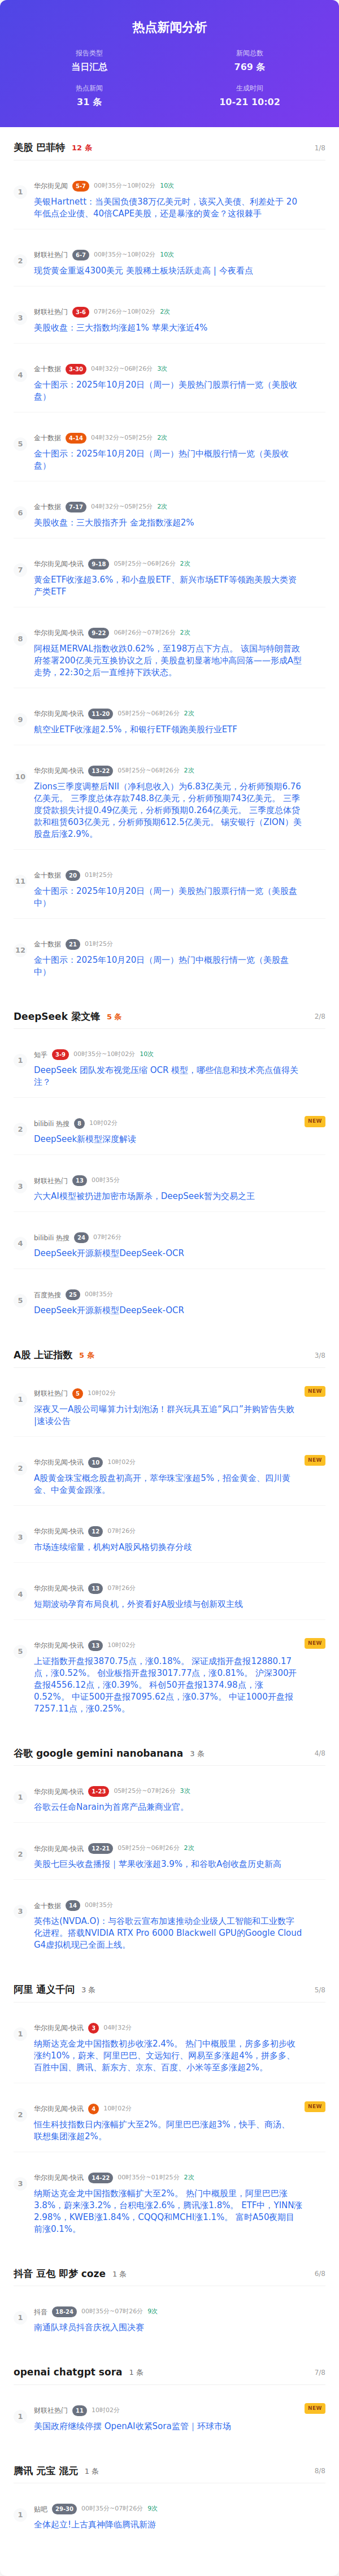 热点新闻分析
报告类型
新闻总数
当日汇总
769 条
热点新闻
生成时间
31 条
10-21 10:02
美股 巴菲特 12 条 1/8
1
华尔街见闻 5-7 00时35分~10时02分 10次
美银Hartnett：当美国负债38万亿美元时，该买入美债、利差处于 20
年低点企业债、40倍CAPE美股，还是暴涨的黄金？这很棘手
2
财联社热门 6-7 00时35分~10时02分 10次
现货黄金重返4300美元 美股稀土板块活跃走高 | 今夜看点
3
财联社热门 3-6 07时26分~10时02分 2次
美股收盘：三大指数均涨超1% 苹果大涨近4%
4
金十数据 3-30 04时32分~06时26分 3次
金十图示：2025年10月20日（周一）美股热门股票行情一览（美股收
盘）
5
金十数据 4-14 04时32分~05时25分 2次
金十图示：2025年10月20日（周一）热门中概股行情一览（美股收
盘）
6
金十数据 7-17 04时32分~05时25分 2次
美股收盘：三大股指齐升 金龙指数涨超2%
7
华尔街见闻-快讯 9-18 05时25分~06时26分 2次
黄金ETF收涨超3.6%，和小盘股ETF、新兴市场ETF等领跑美股大类资
产类ETF
8
华尔街见闻-快讯 9-22 06时26分~07时26分 2次
阿根廷MERVAL指数收跌0.62%，至198万点下方点。 该国与特朗普政
府签署200亿美元互换协议之后，美股盘初显著地冲高回落——形成A型
走势，22:30之后一直维持下跌状态。
9
华尔街见闻-快讯 11-20 05时25分~06时26分 2次
航空业ETF收涨超2.5%，和银行ETF领跑美股行业ETF
10
华尔街见闻-快讯 13-22 05时25分~06时26分 2次
Zions三季度调整后NII（净利息收入）为6.83亿美元，分析师预期6.76
亿美元。 三季度总体存款748.8亿美元，分析师预期743亿美元。 三季
度贷款损失计提0.49亿美元，分析师预期0.264亿美元。 三季度总体贷
款和租赁603亿美元，分析师预期612.5亿美元。 锡安银行（ZION）美
股盘后涨2.9%。
11
金十数据 20 01时25分
金十图示：2025年10月20日（周一）美股热门股票行情一览（美股盘
中）
12
金十数据 21 01时25分
金十图示：2025年10月20日（周一）热门中概股行情一览（美股盘
中）
DeepSeek 梁文锋 5 条 2/8
1
知乎 3-9 00时35分~10时02分 10次
DeepSeek 团队发布视觉压缩 OCR 模型，哪些信息和技术亮点值得关
注？
2
bilibili 热搜 8 10时02分 NEW
DeepSeek新模型深度解读
3
财联社热门 13 00时35分
六大AI模型被扔进加密市场厮杀，DeepSeek暂为交易之王
4
bilibili 热搜 24 07时26分
DeepSeek开源新模型DeepSeek-OCR
5
百度热搜 25 00时35分
DeepSeek开源新模型DeepSeek-OCR
A股 上证指数 5 条 3/8
1
财联社热门 5 10时02分 NEW
深夜又一A股公司曝算力计划泡汤！群兴玩具五追“风口”并购皆告失败
|速读公告
2
华尔街见闻-快讯 10 10时02分 NEW
A股黄金珠宝概念股盘初高开，萃华珠宝涨超5%，招金黄金、四川黄
金、中金黄金跟涨。
3
华尔街见闻-快讯 12 07时26分
市场连续缩量，机构对A股风格切换存分歧
4
华尔街见闻-快讯 13 07时26分
短期波动孕育布局良机，外资看好A股业绩与创新双主线
5
华尔街见闻-快讯 13 10时02分 NEW
上证指数开盘报3870.75点，涨0.18%。 深证成指开盘报12880.17
点，涨0.52%。 创业板指开盘报3017.77点，涨0.81%。 沪深300开
盘报4556.12点，涨0.39%。 科创50开盘报1374.98点，涨
0.52%。 中证500开盘报7095.62点，涨0.37%。 中证1000开盘报
7257.11点，涨0.25%。
谷歌 google gemini nanobanana 3 条 4/8
1
华尔街见闻-快讯 1-23 05时25分~07时26分 3次
谷歌云任命Narain为首席产品兼商业官。
2
华尔街见闻-快讯 12-21 05时25分~06时26分 2次
美股七巨头收盘播报｜苹果收涨超3.9%，和谷歌A创收盘历史新高
3
金十数据 14 00时35分
英伟达(NVDA.O)：与谷歌云宣布加速推动企业级人工智能和工业数字
化进程。搭载NVIDIA RTX Pro 6000 Blackwell GPU的Google Cloud
G4虚拟机现已全面上线。
阿里 通义千问 3 条 5/8
1
华尔街见闻-快讯 3 04时32分
纳斯达克金龙中国指数初步收涨2.4%。 热门中概股里，房多多初步收
涨约10%，蔚来、阿里巴巴、文远知行、网易至多涨超4%，拼多多、
百胜中国、腾讯、新东方、京东、百度、小米等至多涨超2%。
2
华尔街见闻-快讯 4 10时02分 NEW
恒生科技指数日内涨幅扩大至2%。阿里巴巴涨超3%，快手、商汤、
联想集团涨超2%。
3
华尔街见闻-快讯 14-22 00时35分~01时25分 2次
纳斯达克金龙中国指数涨幅扩大至2%。 热门中概股里，阿里巴巴涨
3.8%，蔚来涨3.2%，台积电涨2.6%，腾讯涨1.8%。 ETF中，YINN涨
2.98%，KWEB涨1.84%，CQQQ和MCHI涨1.1%。 富时A50夜期目
前涨0.1%。
抖音 豆包 即梦 coze 1 条 6/8
1
抖音 18-24 00时35分~07时26分 9次
南通队球员抖音庆祝入围决赛
openai chatgpt sora 1 条 7/8
1
财联社热门 11 10时02分 NEW
美国政府继续停摆 OpenAI收紧Sora监管｜环球市场
腾讯 元宝 混元 1 条 8/8
1
贴吧 29-30 00时35分~07时26分 9次
全体起立!上古真神降临腾讯新游